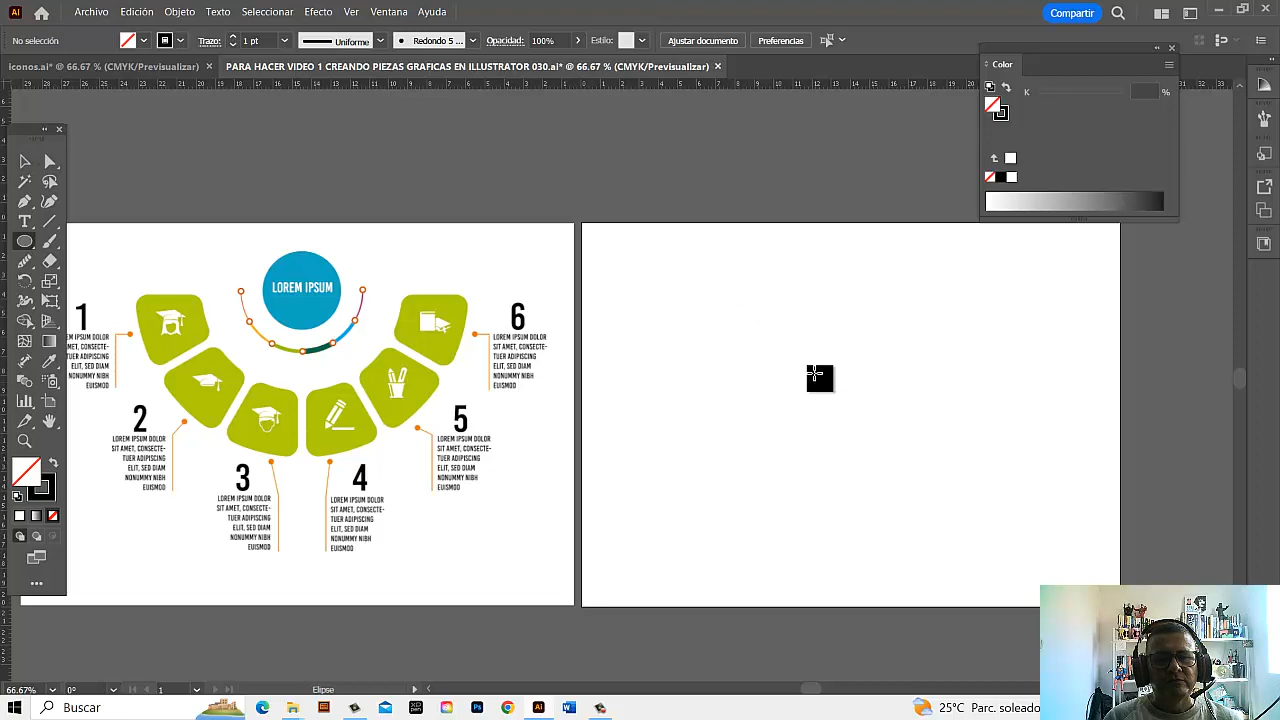 Archivo Edición Objeto Texto Seleccionar Efecto Ver Ventana Ayuda Compartir
No selección Trazo: 1 pt Uniforme Redondo 5 ... Opacidad: 100% Estilo: Ajustar documento Preferencias
iconos.ai* @ 66.67 % (CMYK/Previsualizar) × PARA HACER VIDEO 1 CREANDO PIEZAS GRAFICAS EN ILLUSTRATOR 030.ai* @ 66.67 % (CMYK/Previsualizar) ×
Color
K %
LOREM IPSUM
1
EM IPSUM DOLOR
MET, CONSECTE-
TUER ADIPISCING
ELIT, SED DIAM
NONUMMY NIBH
EUISMOD
2
LOREM IPSUM DOLOR
SIT AMET, CONSECTE-
TUER ADIPISCING
ELIT, SED DIAM
NONUMMY NIBH
EUISMOD
3
LOREM IPSUM DOLOR
SIT AMET, CONSECTE-
TUER ADIPISCING
ELIT, SED DIAM
NONUMMY NIBH
EUISMOD
4
LOREM IPSUM DOLOR
SIT AMET, CONSECTE-
TUER ADIPISCING
ELIT, SED DIAM
NONUMMY NIBH
EUISMOD
5
LOREM IPSUM DOLOR
SIT AMET, CONSECTE-
TUER ADIPISCING
ELIT, SED DIAM
NONUMMY NIBH
EUISMOD
6
LOREM IPSUM DOLOR
SIT AMET, CONSECTE-
TUER ADIPISCING
ELIT, SED DIAM
NONUMMY NIBH
EUISMOD
66.67% 0° 1 Elipse
Buscar 25°C Parc. soleado